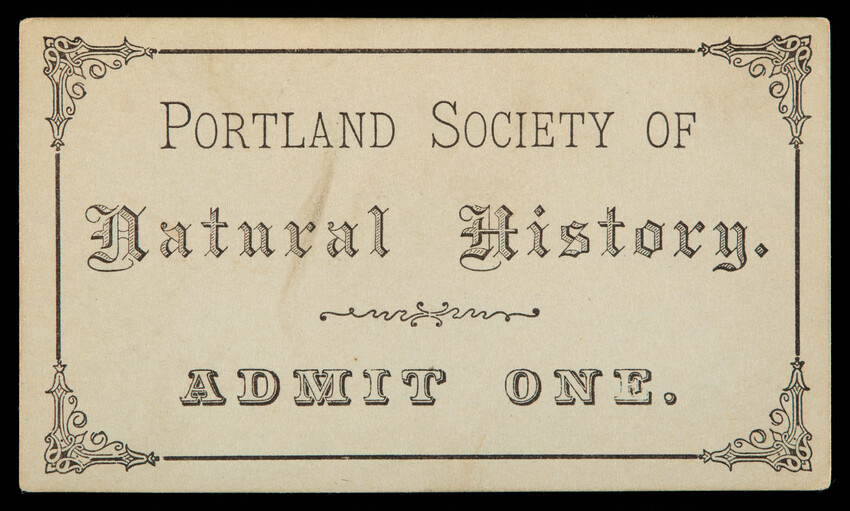 PORTLAND SOCIETY OF
Natural History.
ADMIT ONE.